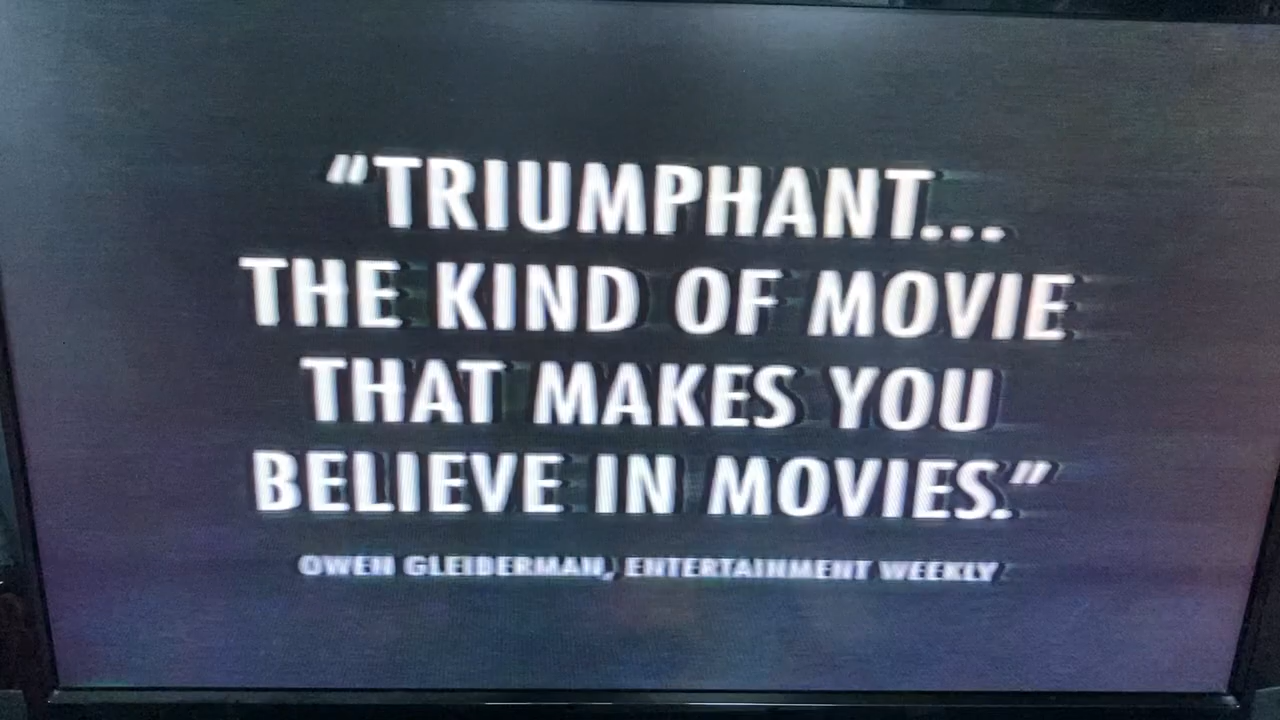 “TRIUMPHANT...
THE KIND OF MOVIE
THAT MAKES YOU
BELIEVE IN MOVIES.”
OWEN GLEIBERMAN, ENTERTAINMENT WEEKLY